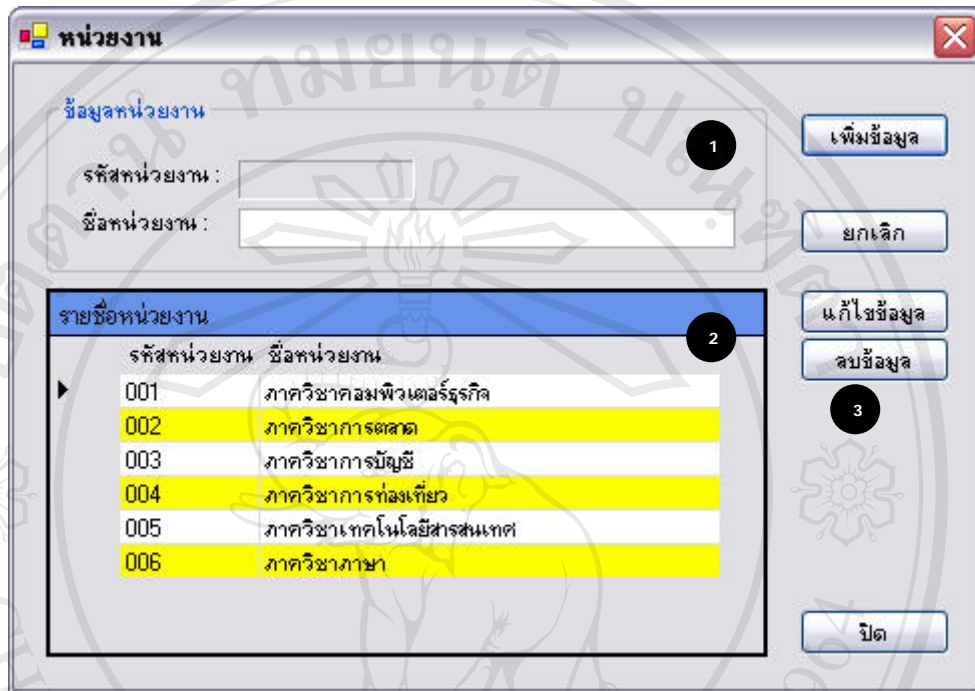 หน่วยงาน
ข้อมูลหน่วยงาน
1
เพิ่มข้อมูล
รหัสหน่วยงาน :
ชื่อหน่วยงาน :
ยกเลิก
รายชื่อหน่วยงาน
2
แก้ไขข้อมูล
ลบข้อมูล
3
รหัสหน่วยงาน ชื่อหน่วยงาน
001 ภาควิชาคอมพิวเตอร์ธุรกิจ
002 ภาควิชาการตลาด
003 ภาควิชาการบัญชี
004 ภาควิชาการท่องเที่ยว
005 ภาควิชาเทคโนโลยีสารสนเทศ
006 ภาควิชาภาษา
ปิด